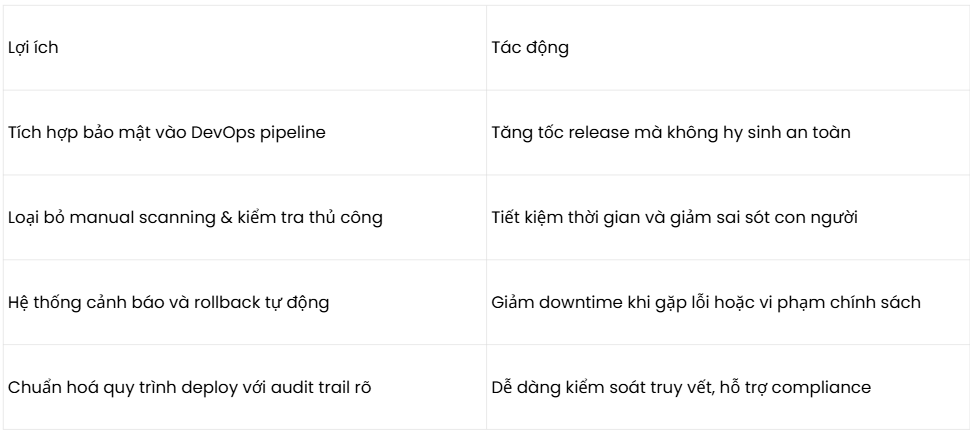 Lợi ích
Tác động
Tích hợp bảo mật vào DevOps pipeline
Tăng tốc release mà không hy sinh an toàn
Loại bỏ manual scanning & kiểm tra thủ công
Tiết kiệm thời gian và giảm sai sót con người
Hệ thống cảnh báo và rollback tự động
Giảm downtime khi gặp lỗi hoặc vi phạm chính sách
Chuẩn hoá quy trình deploy với audit trail rõ
Dễ dàng kiểm soát truy vết, hỗ trợ compliance